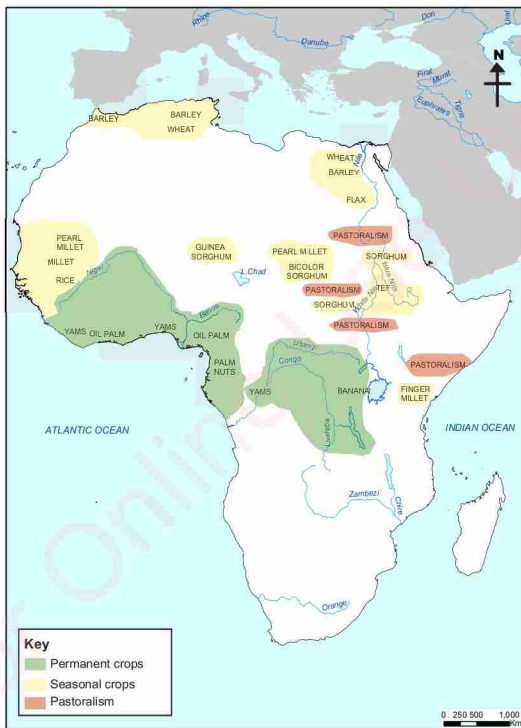 Rhine
Danube
Don
Ural
N
Firat
Murat
Euphrates
Tigris
BARLEY
BARLEY
WHEAT
WHEAT
BARLEY
Nile
FLAX
PASTORALISM
PEARL
MILLET
MILLET
RICE
Niger
GUINEA
SORGHUM
L.Chad
PEARL MILLET
BICOLOR
SORGHUM
SORGHUM
Blue Nile
PASTORALISM
TEF
SORGHUM
White Nile
PASTORALISM
YAMS
OIL PALM
YAMS
Benue
OIL PALM
PALM
NUTS
Ubangi
Congo
YAMS
BANANA
Lualaba
PASTORALISM
FINGER
MILLET
ATLANTIC OCEAN
INDIAN OCEAN
Zambezi
Chire
Orange
Key
Permanent crops
Seasonal crops
Pastoralism
0 250 500 1,000
Km